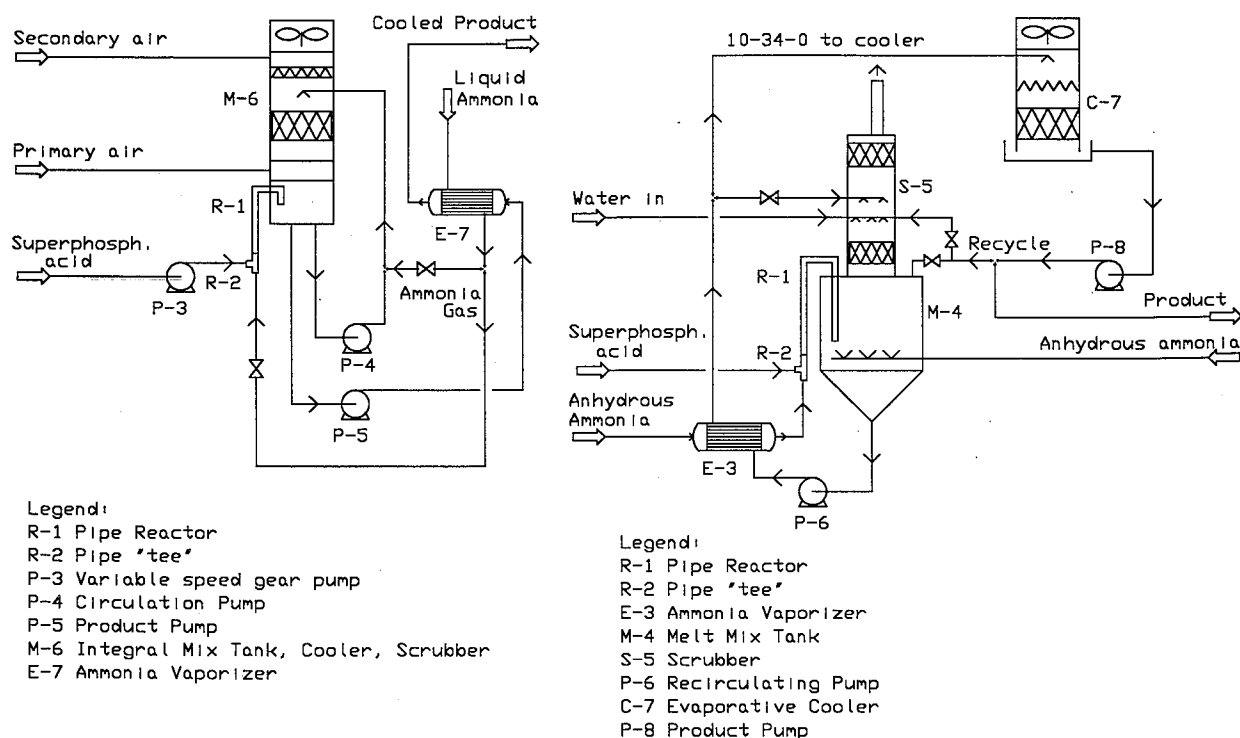 Cooled Product
Secondary air
Liquid
Ammonia
M-6
Primary air
R-1
E-7
Superphosph.
acid
R-2
P-3
Ammonia
Gas
P-4
P-5
Legend:
R-1 Pipe Reactor
R-2 Pipe "tee"
P-3 Variable speed gear pump
P-4 Circulation Pump
P-5 Product Pump
M-6 Integral Mix Tank, Cooler, Scrubber
E-7 Ammonia Vaporizer
10-34-0 to cooler
C-7
S-5
Water in
Recycle
P-8
R-1
M-4
Product
Superphosph.
acid
R-2
Anhydrous ammonia
Anhydrous
Ammonia
E-3
P-6
Legend:
R-1 Pipe Reactor
R-2 Pipe "tee"
E-3 Ammonia Vaporizer
M-4 Melt Mix Tank
S-5 Scrubber
P-6 Recirculating Pump
C-7 Evaporative Cooler
P-8 Product Pump